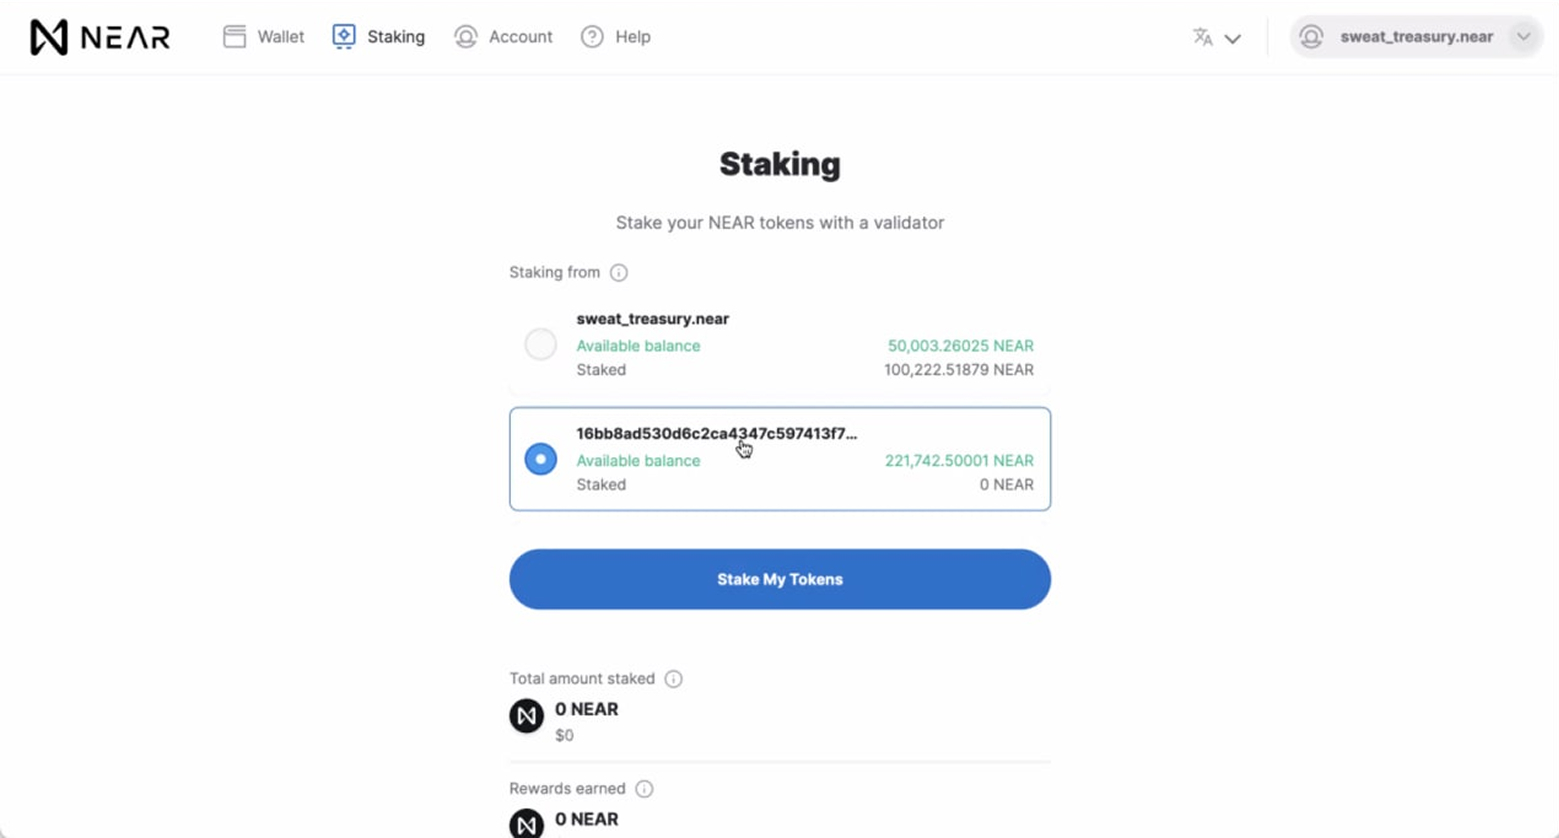 NEAR Wallet Staking Account Help sweat_treasury.near
Staking
Stake your NEAR tokens with a validator
Staking from
sweat_treasury.near
Available balance 50,003.26025 NEAR
Staked 100,222.51879 NEAR
16bb8ad530d6c2ca4347c597413f7...
Available balance 221,742.50001 NEAR
Staked 0 NEAR
Stake My Tokens
Total amount staked
0 NEAR
$0
Rewards earned
0 NEAR